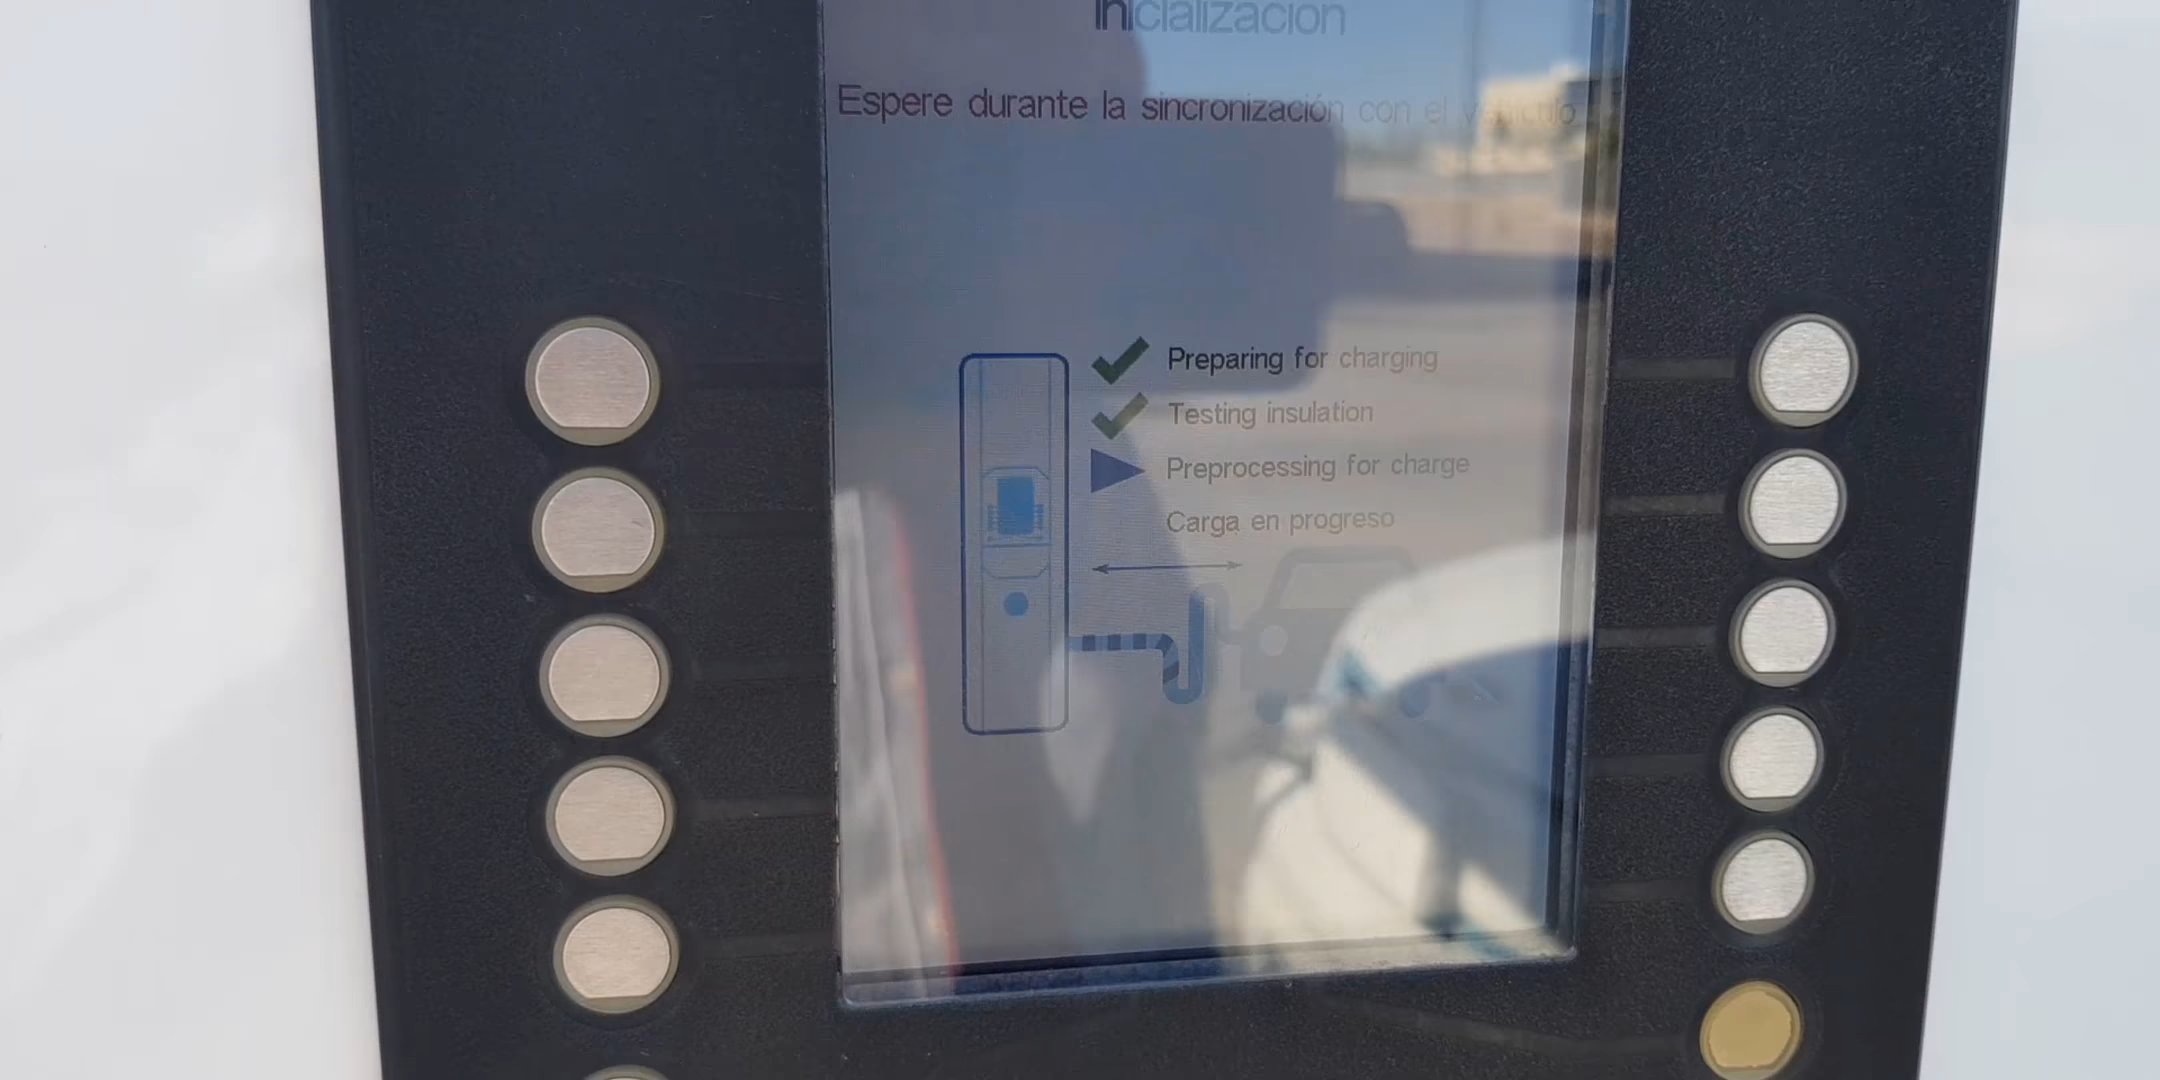 Inicialización
Espere durante la sincronización con el vehículo
Preparing for charging
Testing insulation
Preprocessing for charge
Carga en progreso